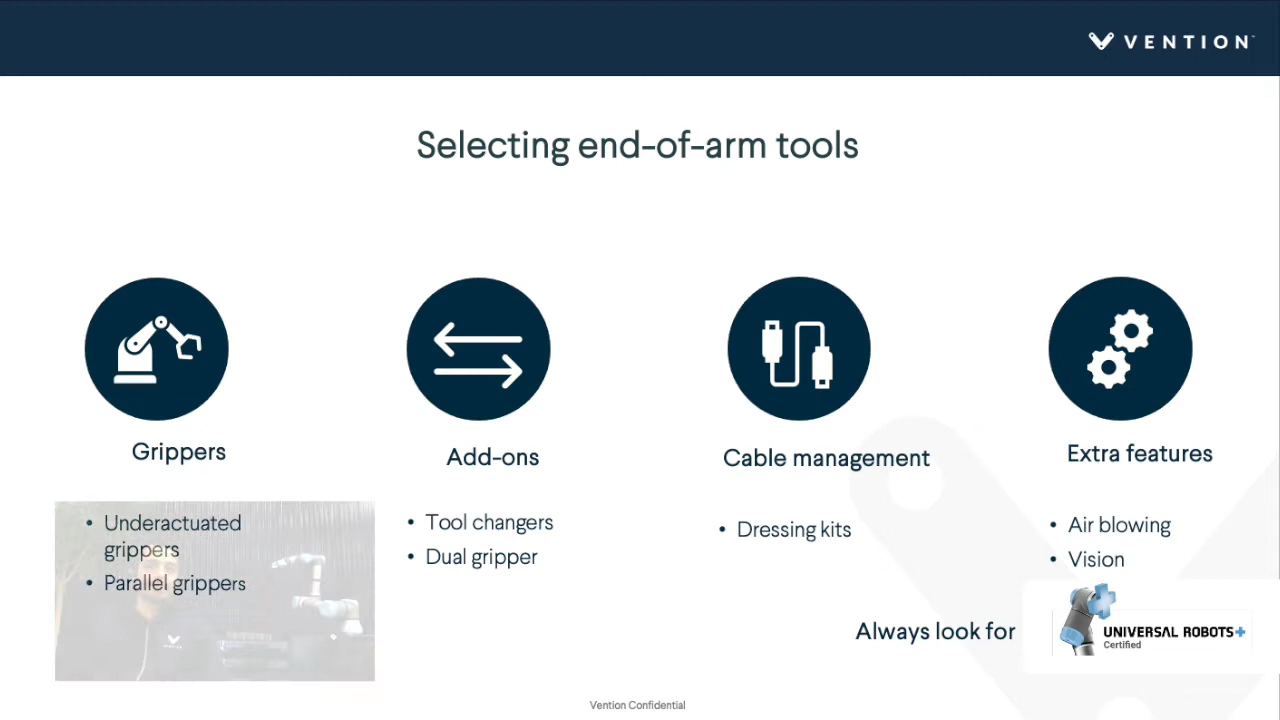 VENTION
Selecting end-of-arm tools
Grippers
• Underactuated
grippers
• Parallel grippers
Add-ons
• Tool changers
• Dual gripper
Cable management
• Dressing kits
Extra features
• Air blowing
• Vision
Always look for
UNIVERSAL ROBOTS+
Certified
Vention Confidential